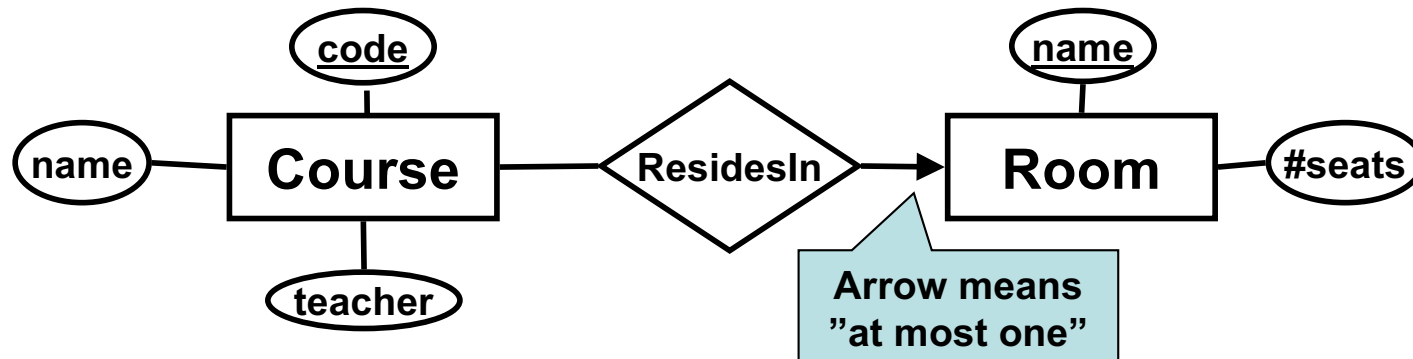 code
name
name
Course
ResidesIn
Room
#seats
teacher
Arrow means
”at most one”